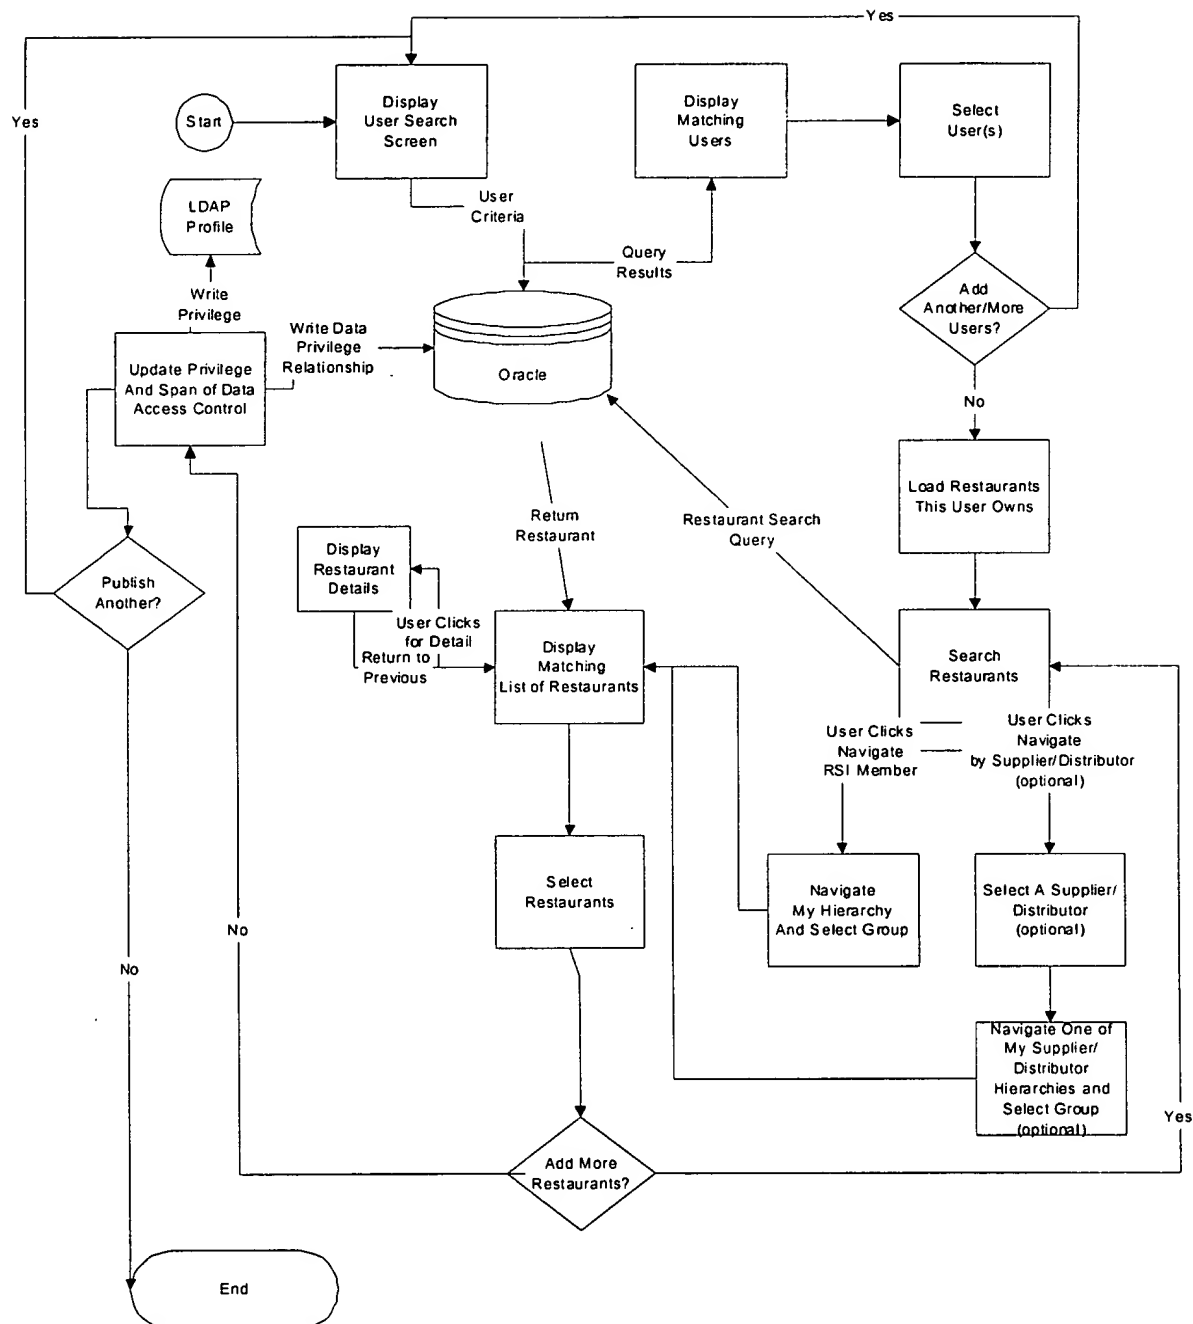 Yes
Yes
Start
Display
User Search
Screen
Display
Matching
Users
Select
User(s)
LDAP
Profile
User
Criteria
Query
Results
Write
Privilege
Add
Another/More
Users?
Write Data
Privilege
Relationship
Oracle
Update Privilege
And Span of Data
Access Control
No
Load Restaurants
This User Owns
Return
Restaurant
Restaurant Search
Query
Display
Restaurant
Details
Publish
Another?
User Clicks
for Detail
Return to
Previous
Display
Matching
List of Restaurants
Search
Restaurants
User Clicks
Navigate
RSI Member
User Clicks
Navigate
by Supplier/Distributor
(optional)
Select
Restaurants
Navigate
My Hierarchy
And Select Group
Select A Supplier/
Distributor
(optional)
No
No
Navigate One of
My Supplier/
Distributor
Hierarchies and
Select Group
(optional)
Yes
Add More
Restaurants?
End